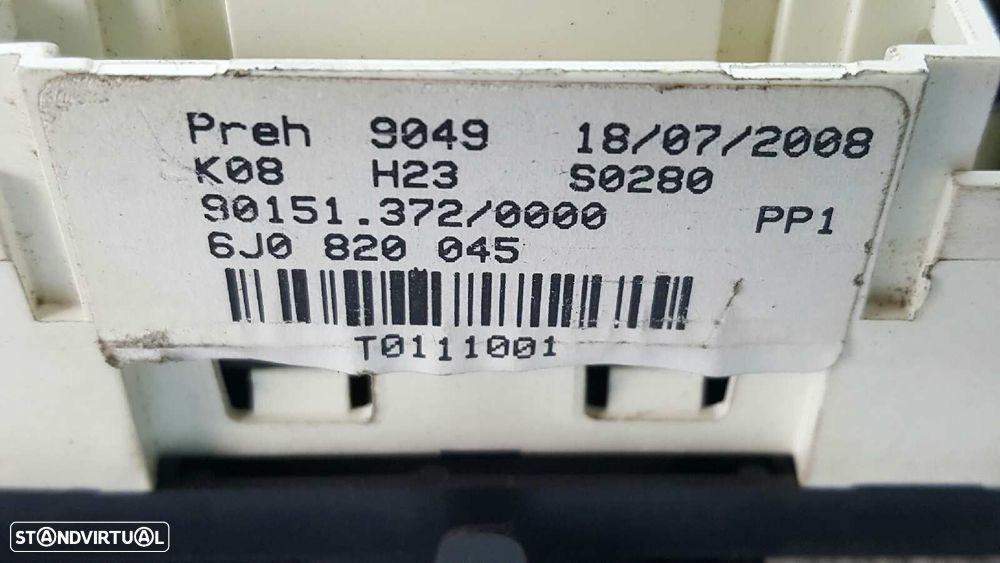 Preh 9049 18/07/2008
K08 H23 S0280
90151.372/0000 PP1
6J0 820 045
T0111001
STANDVIRTUAL